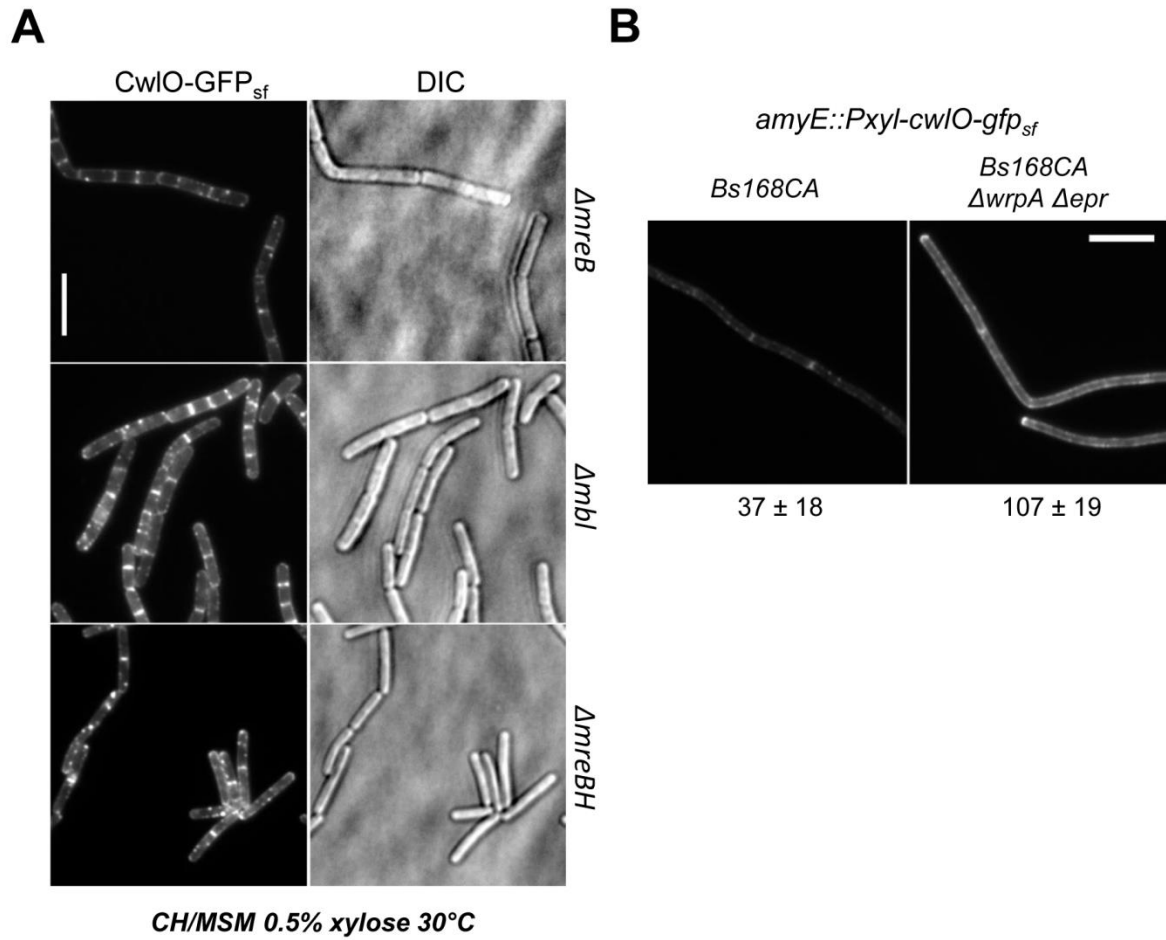 A
CwlO-GFPsf
DIC
ΔmreB
Δmbl
ΔmreBH
CH/MSM 0.5% xylose 30°C
B
amyE::Pxyl-cwlO-gfpsf
Bs168CA
Bs168CA
ΔwrpA Δepr
37 ± 18
107 ± 19